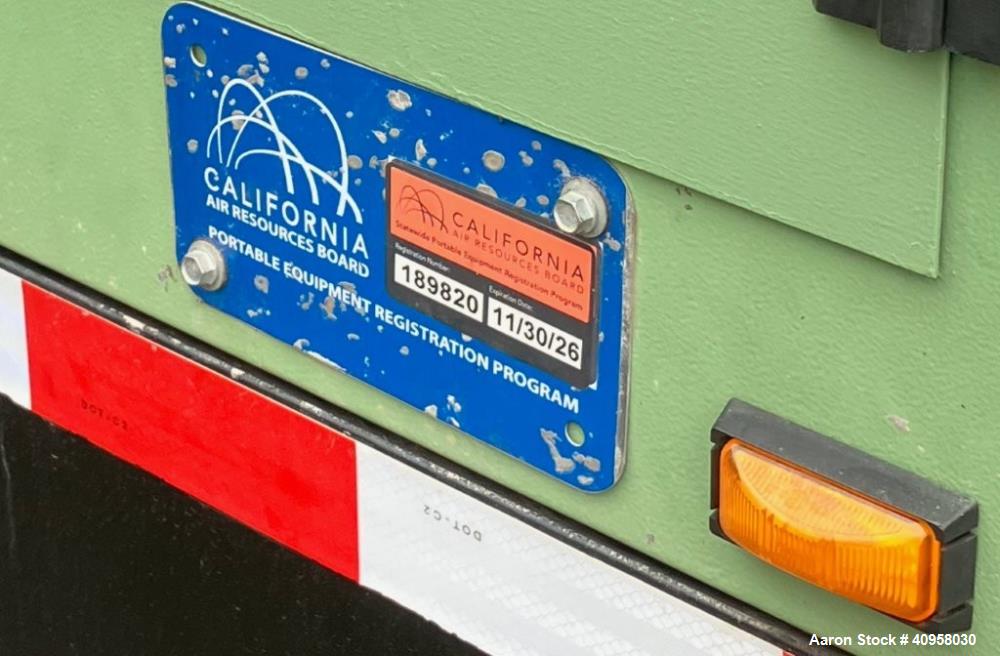 CALIFORNIA
AIR RESOURCES BOARD
PORTABLE EQUIPMENT REGISTRATION PROGRAM
CALIFORNIA
AIR RESOURCES BOARD
Statewide Portable Equipment Registration Program
Registration Number:
189820
Expiration Date:
11/30/26
DOT-C2
DOT-C2
Aaron Stock # 40958030